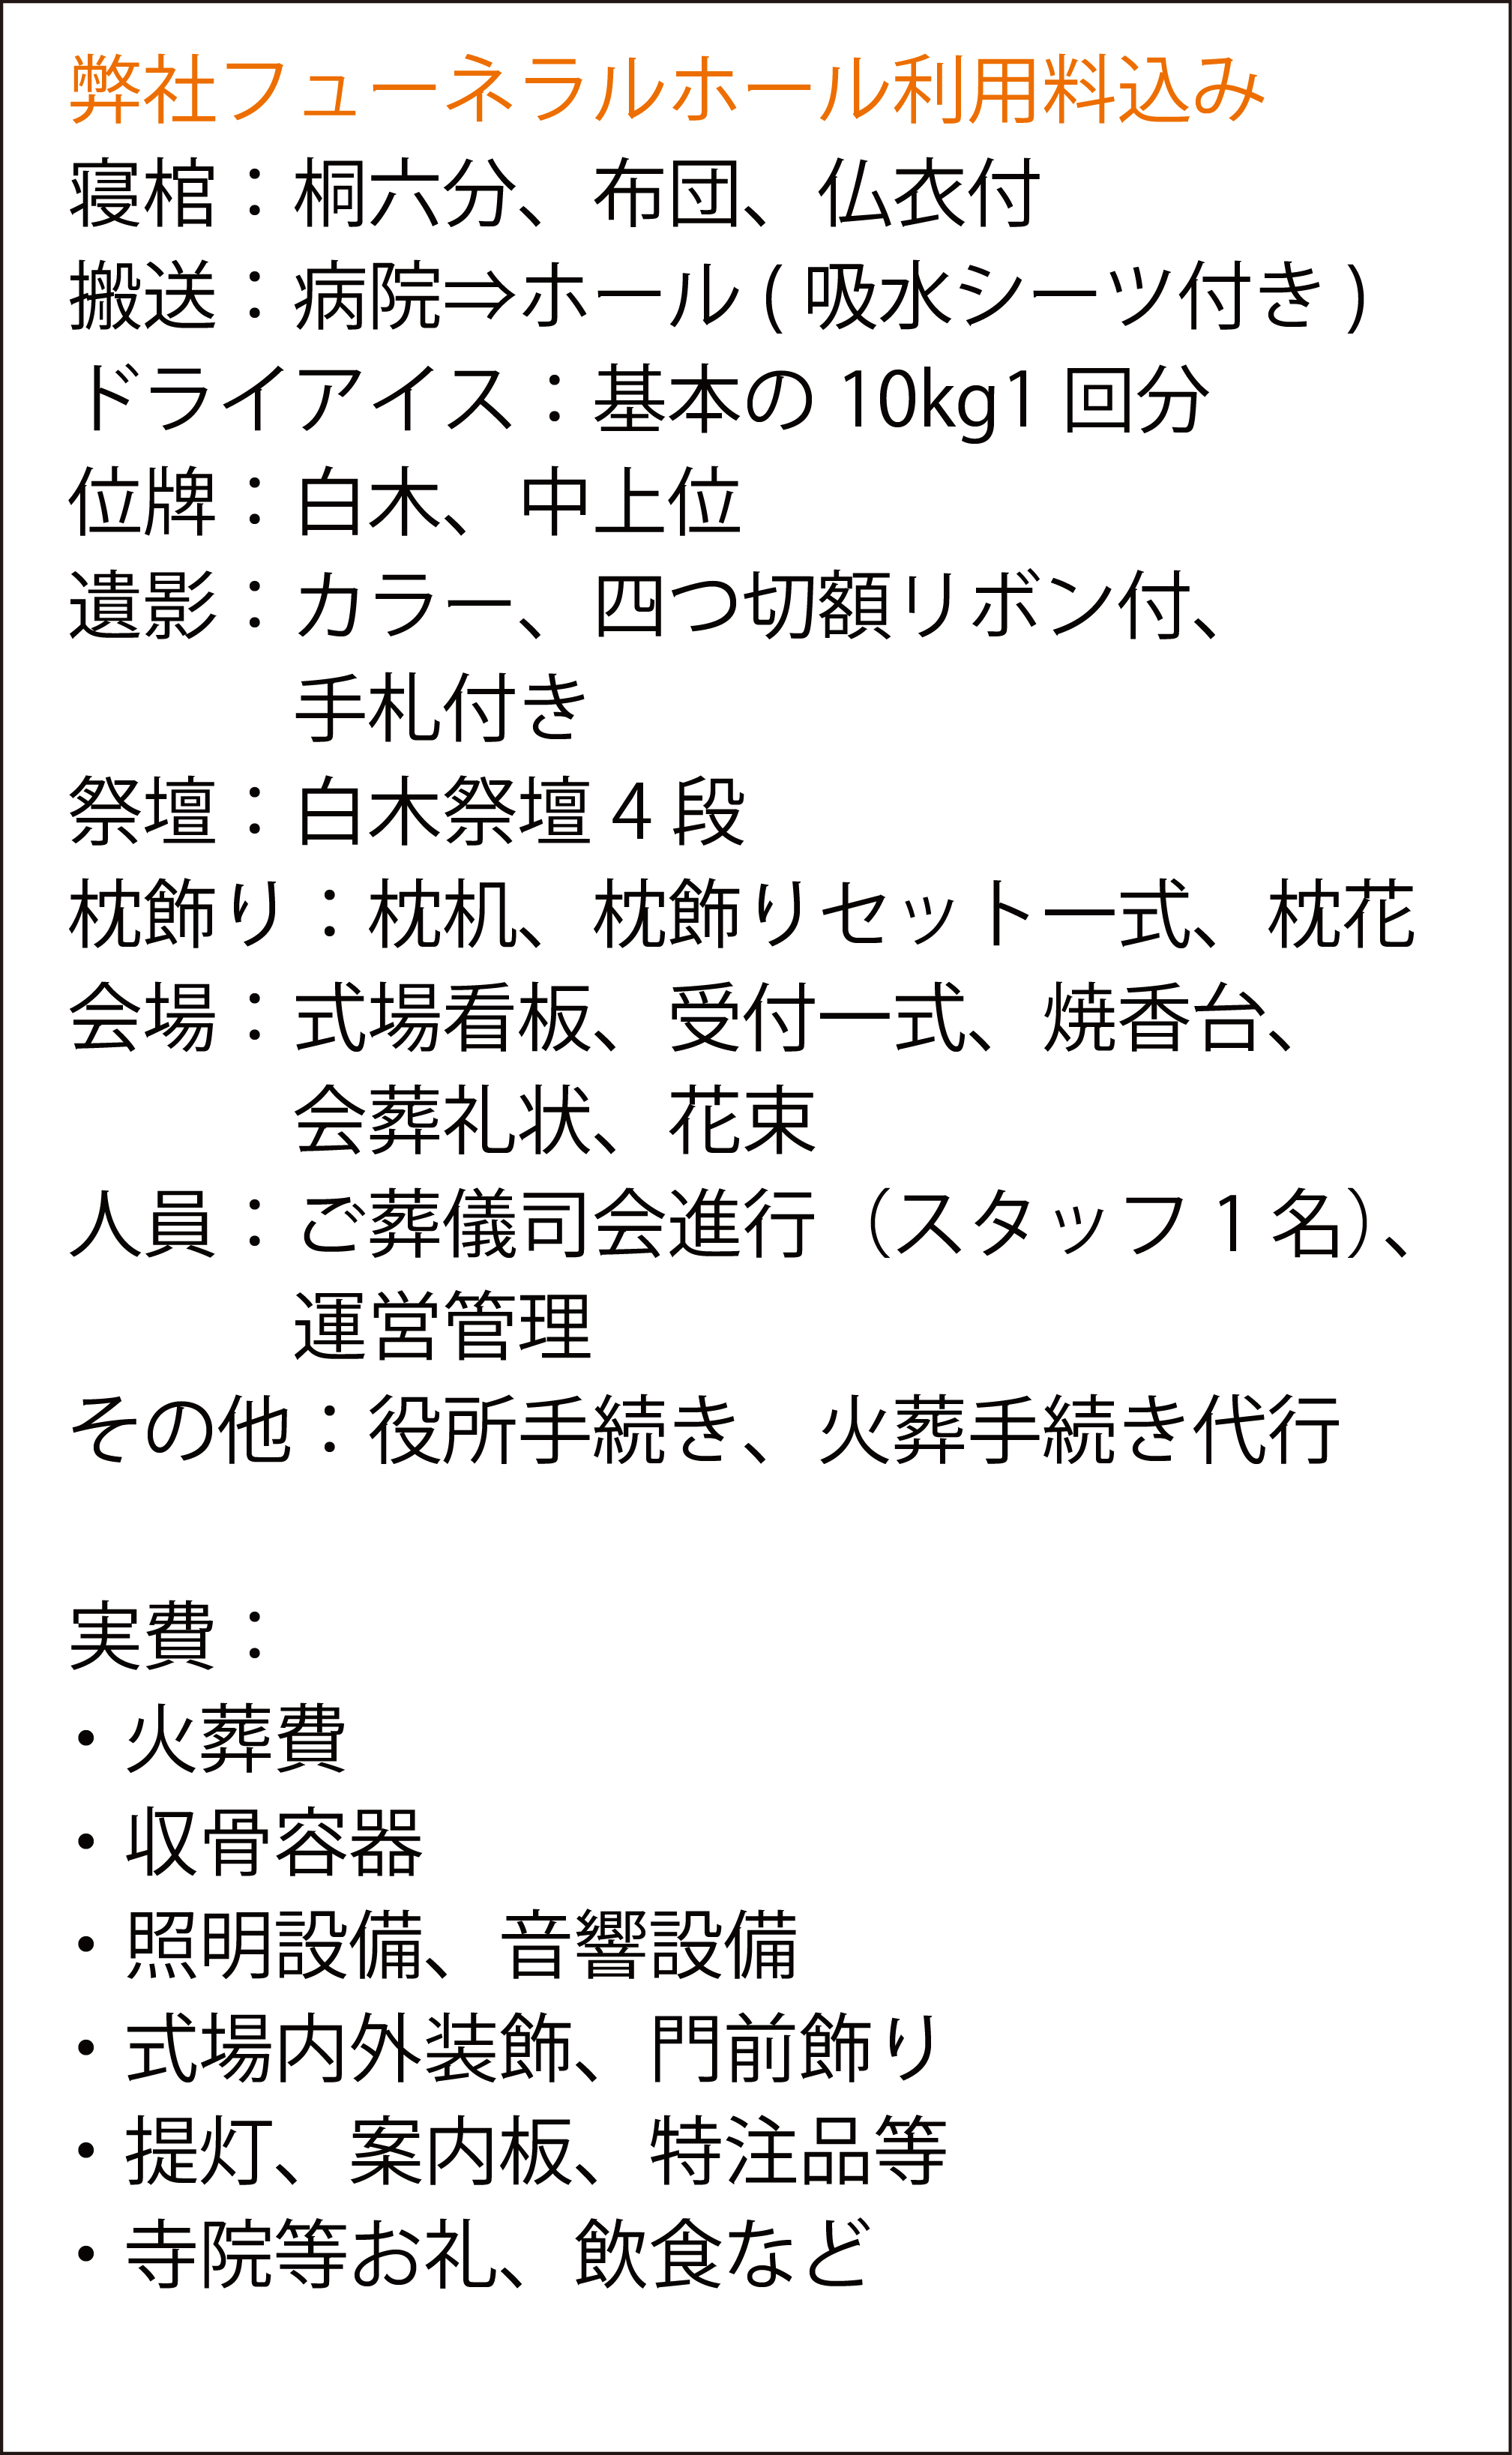 弊社フューネラルホール利用料込み
寝棺：桐六分、布団、仏衣付
搬送：病院⇒ホール ( 吸水シーツ付き )
ドライアイス：基本の 10kg1 回分
位牌：白木、中上位
遺影：カラー、四つ切額リボン付、
手札付き
祭壇：白木祭壇 4 段
枕飾り：枕机、枕飾りセット一式、枕花
会場：式場看板、受付一式、焼香台、
会葬礼状、花束
人員：ご葬儀司会進行（スタッフ 1 名）、
運営管理
その他：役所手続き、火葬手続き代行
実費：
・火葬費
・収骨容器
・照明設備、音響設備
・式場内外装飾、門前飾り
・提灯、案内板、特注品等
・寺院等お礼、飲食など